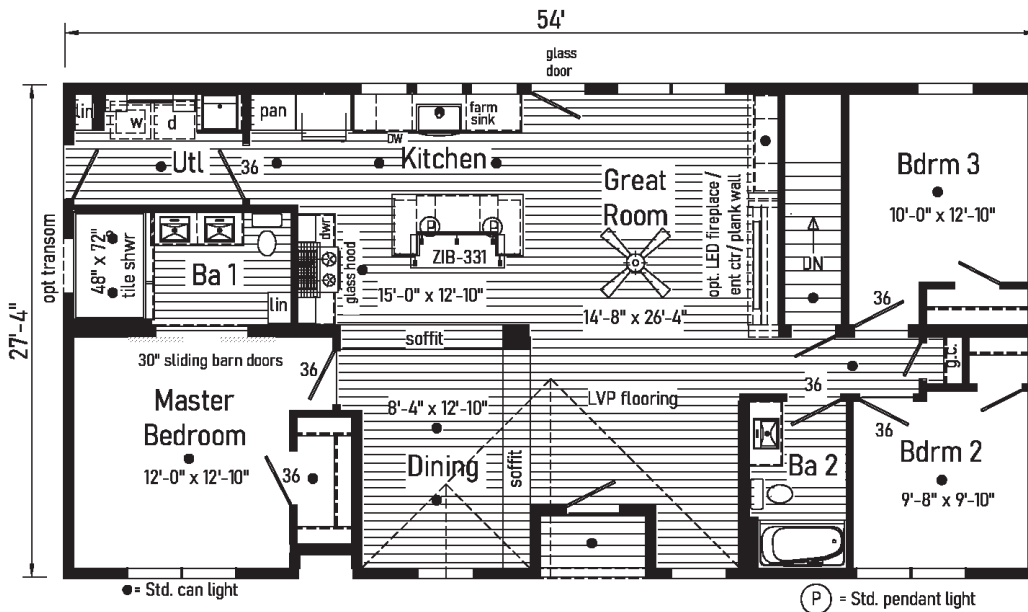 54'
27'-4"
glass
door
lin
w
d
pan
farm
sink
DW
Utl
36
Kitchen
Great
Room
Bdrm 3
10'-0" x 12'-10"
opt transom
48" x 72"
tile shwr
Ba 1
lin
dwr
glass hood
P
P
ZIB-331
15'-0" x 12'-10"
14'-8" x 26'-4"
opt. LED fireplace /
ent ctr/ plank wall
DN
36
soffit
30" sliding barn doors
36
Master
Bedroom
12'-0" x 12'-10"
36
8'-4" x 12'-10"
LVP flooring
Dining
soffit
36
g.c.
36
Ba 2
Bdrm 2
9'-8" x 9'-10"
= Std. can light
P = Std. pendant light